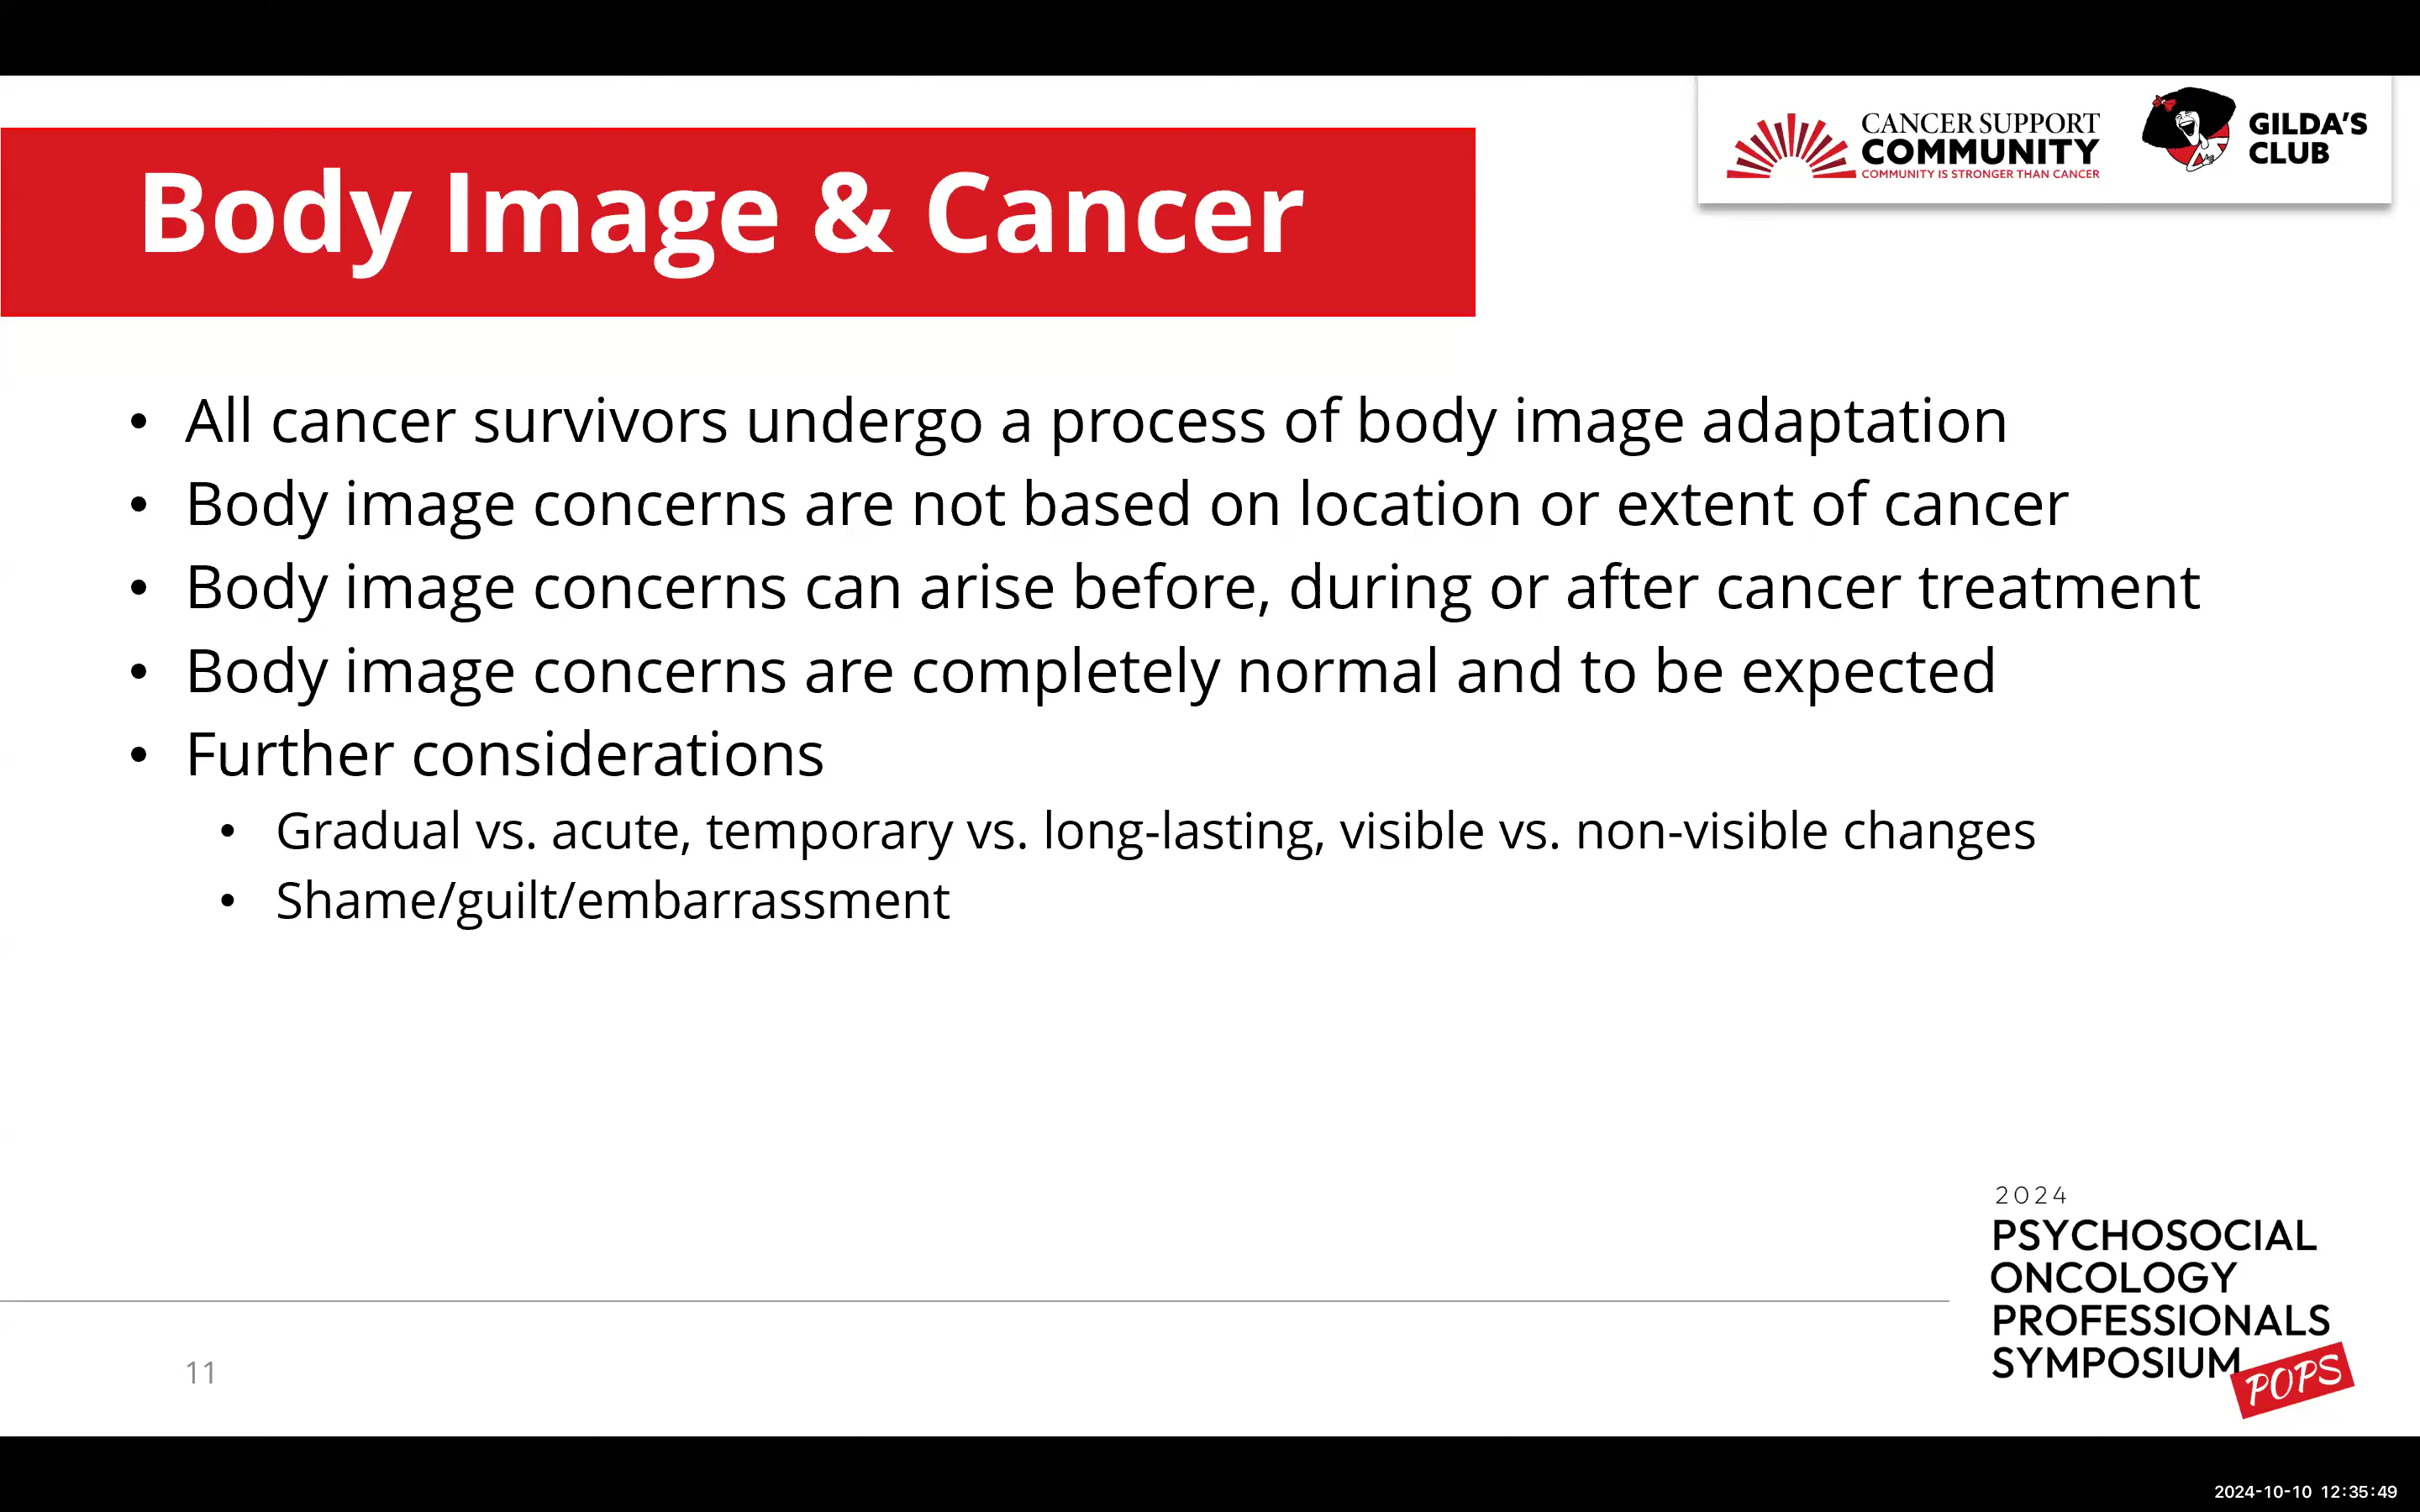 CANCER SUPPORT
COMMUNITY
COMMUNITY IS STRONGER THAN CANCER
GILDA'S
CLUB
Body Image & Cancer
• All cancer survivors undergo a process of body image adaptation
• Body image concerns are not based on location or extent of cancer
• Body image concerns can arise before, during or after cancer treatment
• Body image concerns are completely normal and to be expected
• Further considerations
• Gradual vs. acute, temporary vs. long-lasting, visible vs. non-visible changes
• Shame/guilt/embarrassment
2024
PSYCHOSOCIAL
ONCOLOGY
PROFESSIONALS
SYMPOSIUM
POPS
11
2024-10-10 12:35:49